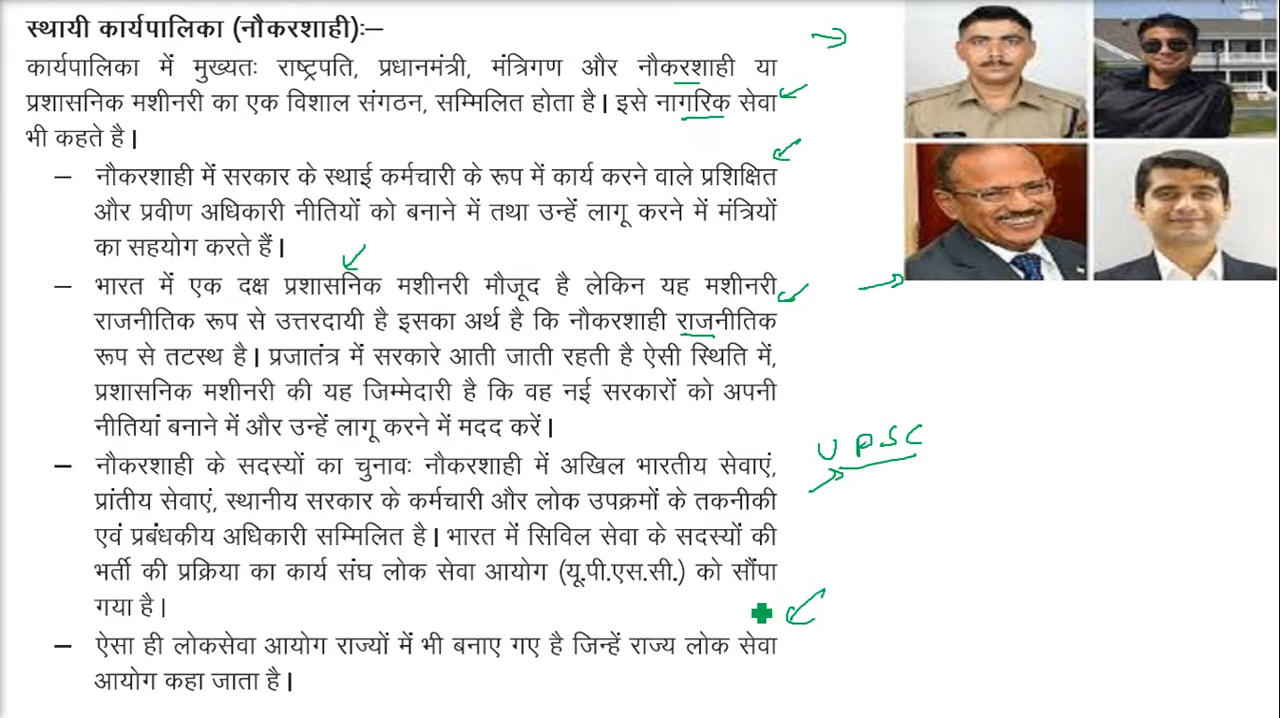 स्थायी कार्यपालिका (नौकरशाही):–
कार्यपालिका में मुख्यतः राष्ट्रपति, प्रधानमंत्री, मंत्रिगण और नौकरशाही या
प्रशासनिक मशीनरी का एक विशाल संगठन, सम्मिलित होता है। इसे नागरिक सेवा
भी कहते है।
– नौकरशाही में सरकार के स्थाई कर्मचारी के रूप में कार्य करने वाले प्रशिक्षित
और प्रवीण अधिकारी नीतियों को बनाने में तथा उन्हें लागू करने में मंत्रियों
का सहयोग करते हैं।
– भारत में एक दक्ष प्रशासनिक मशीनरी मौजूद है लेकिन यह मशीनरी
राजनीतिक रूप से उत्तरदायी है इसका अर्थ है कि नौकरशाही राजनीतिक
रूप से तटस्थ है। प्रजातंत्र में सरकारे आती जाती रहती है ऐसी स्थिति में,
प्रशासनिक मशीनरी की यह जिम्मेदारी है कि वह नई सरकारों को अपनी
नीतियां बनाने में और उन्हें लागू करने में मदद करें।
UPSC
– नौकरशाही के सदस्यों का चुनावः नौकरशाही में अखिल भारतीय सेवाएं,
प्रांतीय सेवाएं, स्थानीय सरकार के कर्मचारी और लोक उपक्रमों के तकनीकी
एवं प्रबंधकीय अधिकारी सम्मिलित है। भारत में सिविल सेवा के सदस्यों की
भर्ती की प्रक्रिया का कार्य संघ लोक सेवा आयोग (यू.पी.एस.सी.) को सौंपा
गया है।
– ऐसा ही लोकसेवा आयोग राज्यों में भी बनाए गए है जिन्हें राज्य लोक सेवा
आयोग कहा जाता है।